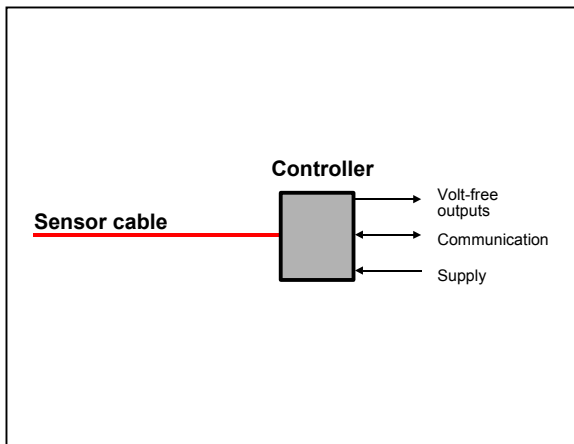 Controller
Volt-free
outputs
Sensor cable
Communication
Supply